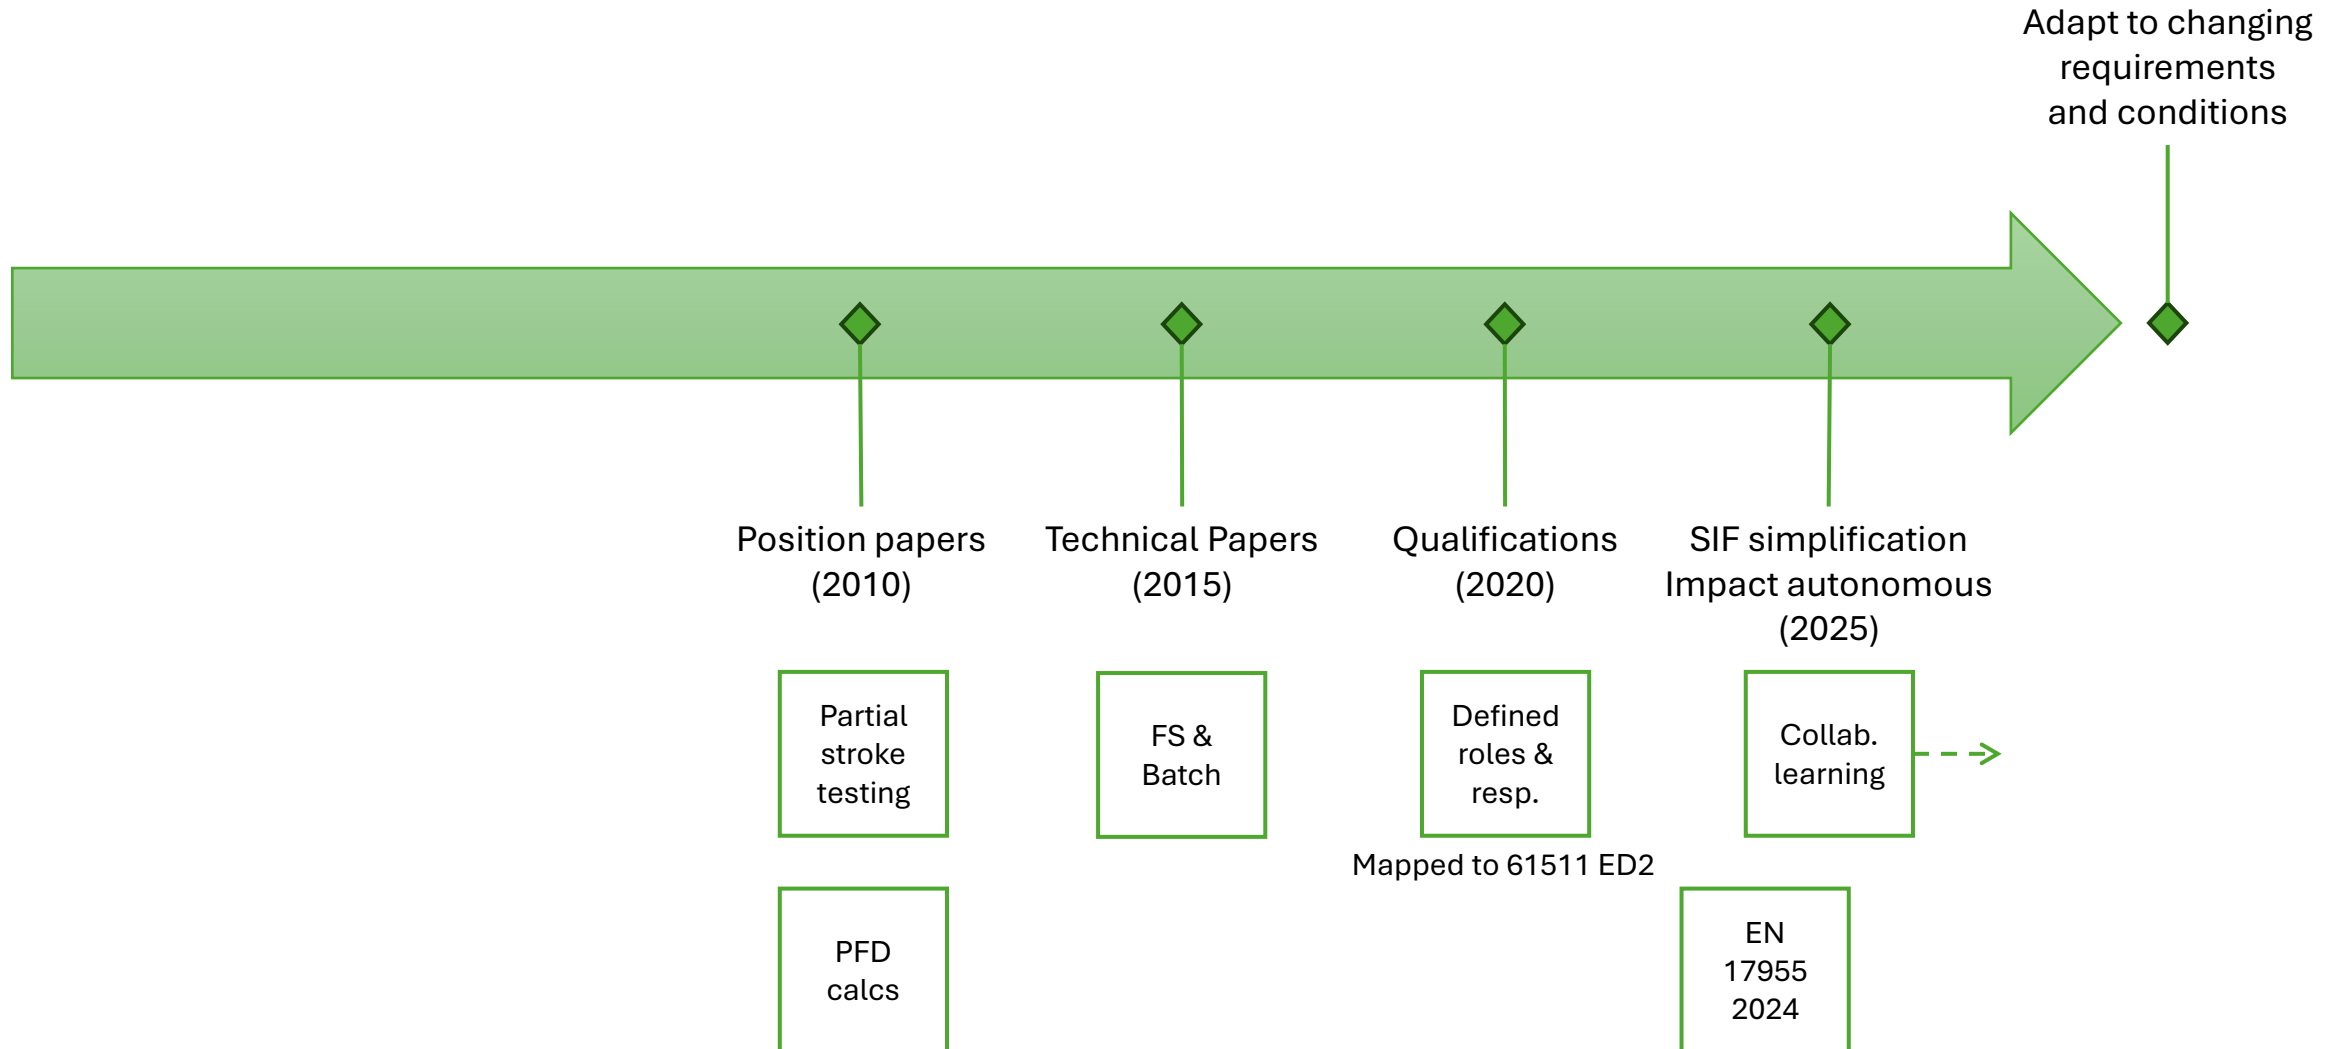 Adapt to changing
requirements
and conditions
Position papers
(2010)
Technical Papers
(2015)
Qualifications
(2020)
SIF simplification
Impact autonomous
(2025)
Partial
stroke
testing
FS &
Batch
Defined
roles &
resp.
Collab.
learning
Mapped to 61511 ED2
PFD
calcs
EN
17955
2024